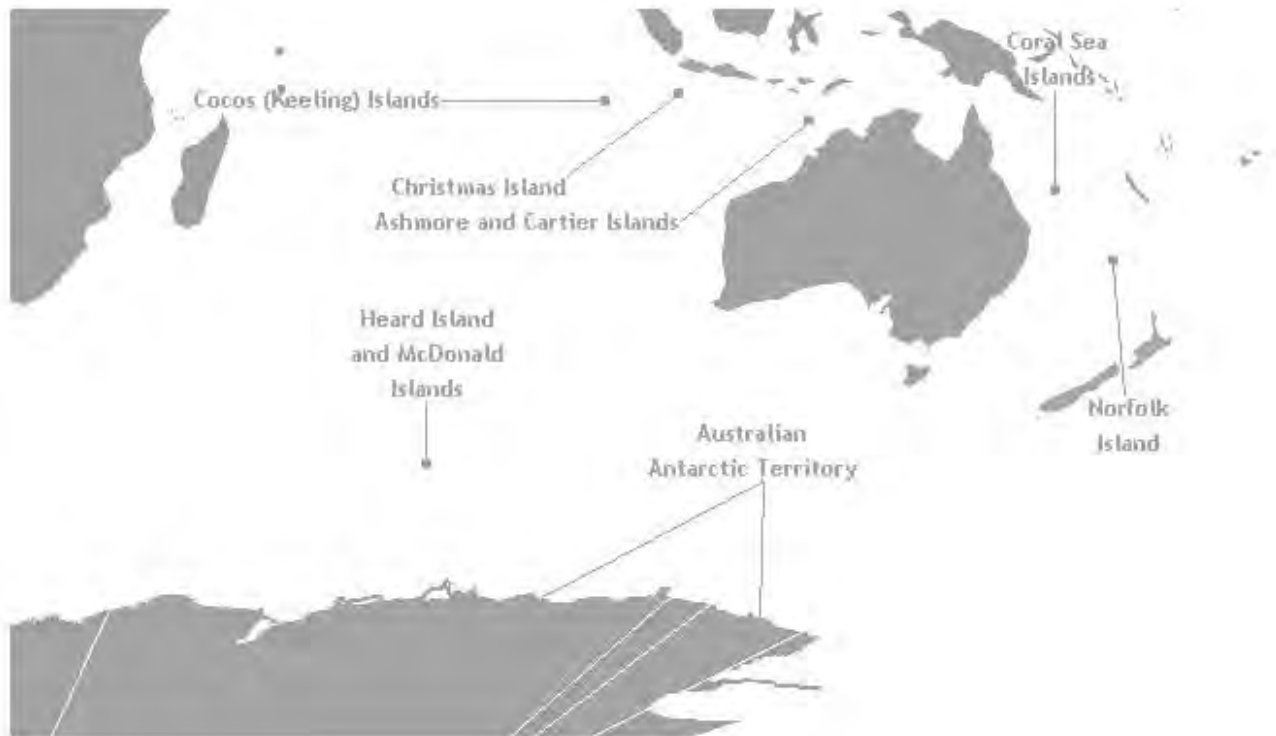 Coral Sea
Islands
Cocos (Keeling) Islands
Christmas Island
Ashmore and Cartier Islands
Heard Island
and McDonald
Islands
Norfolk
Island
Australian
Antarctic Territory